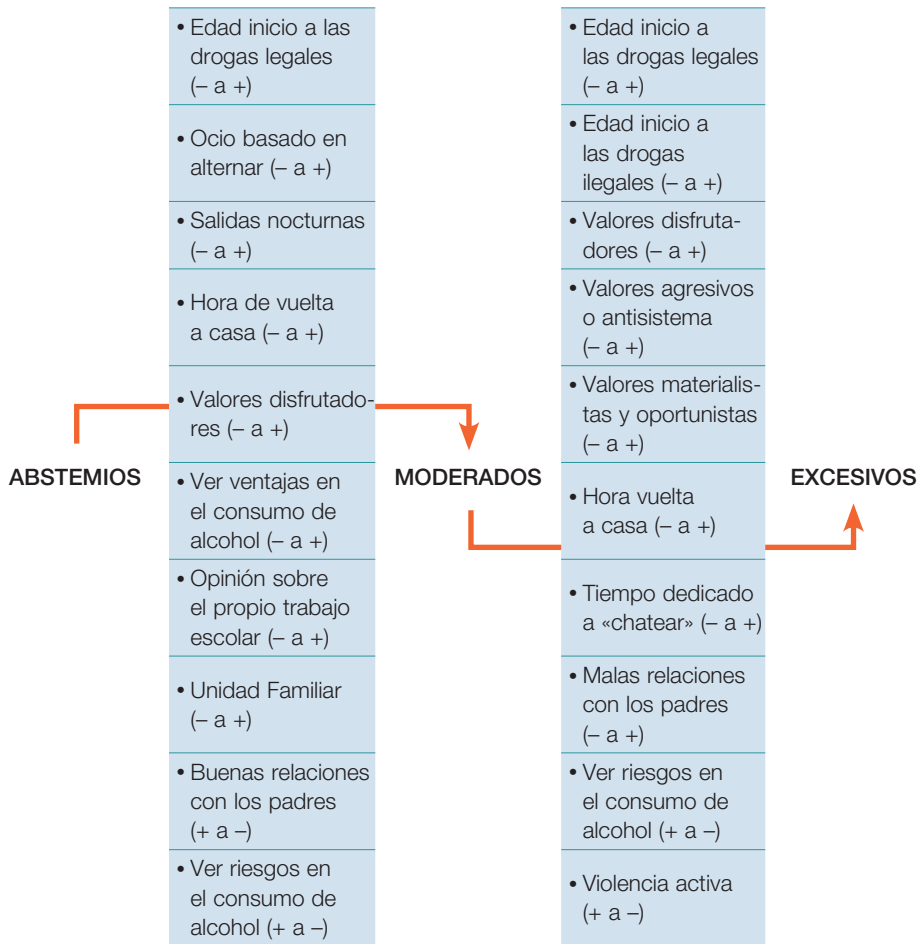 • Edad inicio a las
drogas legales
(– a +)
• Ocio basado en
alternar (– a +)
• Salidas nocturnas
(– a +)
• Hora de vuelta
a casa (– a +)
• Valores disfrutado-
res (– a +)
• Ver ventajas en
el consumo de
alcohol (– a +)
• Opinión sobre
el propio trabajo
escolar (– a +)
• Unidad Familiar
(– a +)
• Buenas relaciones
con los padres
(+ a –)
• Ver riesgos en
el consumo de
alcohol (+ a –)
ABSTEMIOS
MODERADOS
EXCESIVOS
• Edad inicio a
las drogas legales
(– a +)
• Edad inicio a
las drogas
ilegales (– a +)
• Valores disfruta-
dores (– a +)
• Valores agresivos
o antisistema
(– a +)
• Valores materialis-
tas y oportunistas
(– a +)
• Hora vuelta
a casa (– a +)
• Tiempo dedicado
a «chatear» (– a +)
• Malas relaciones
con los padres
(– a +)
• Ver riesgos en
el consumo de
alcohol (+ a –)
• Violencia activa
(+ a –)